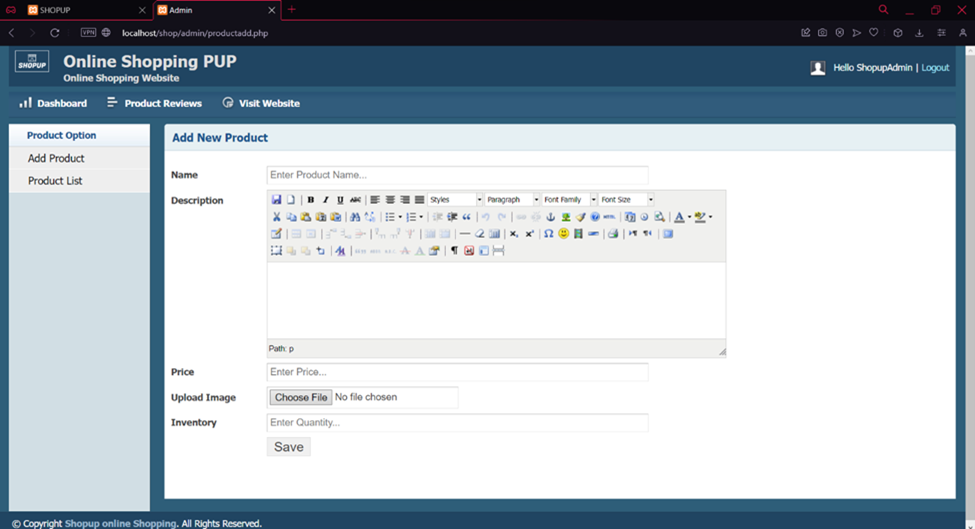 SHOPUP
Admin
VPN
localhost/shop/admin/productadd.php
SHOPUP
Online Shopping PUP
Online Shopping Website
Hello ShopupAdmin | Logout
Dashboard
Product Reviews
Visit Website
Product Option
Add Product
Product List
Add New Product
Name
Enter Product Name...
Description
B I U ABC
Styles
Paragraph
Font Family
Font Size
HTML
Path: p
Price
Enter Price...
Upload Image
Choose File No file chosen
Inventory
Enter Quantity...
Save
© Copyright Shopup online Shopping. All Rights Reserved.